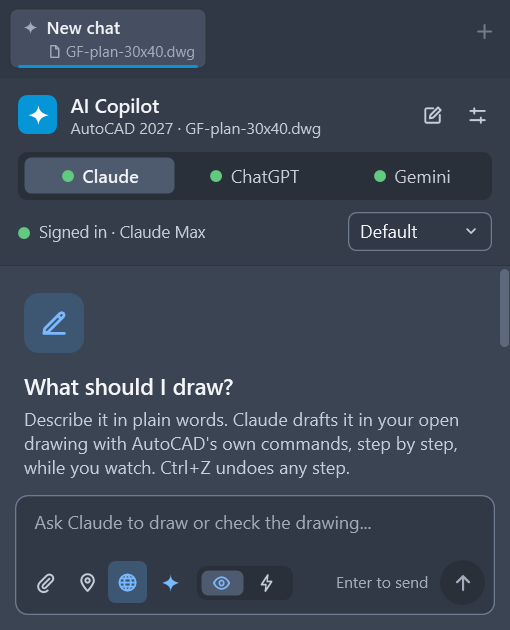 New chat
GF-plan-30x40.dwg
AI Copilot
AutoCAD 2027 · GF-plan-30x40.dwg
Claude
ChatGPT
Gemini
Signed in · Claude Max
Default
What should I draw?
Describe it in plain words. Claude drafts it in your open
drawing with AutoCAD's own commands, step by step,
while you watch. Ctrl+Z undoes any step.
Ask Claude to draw or check the drawing...
Enter to send